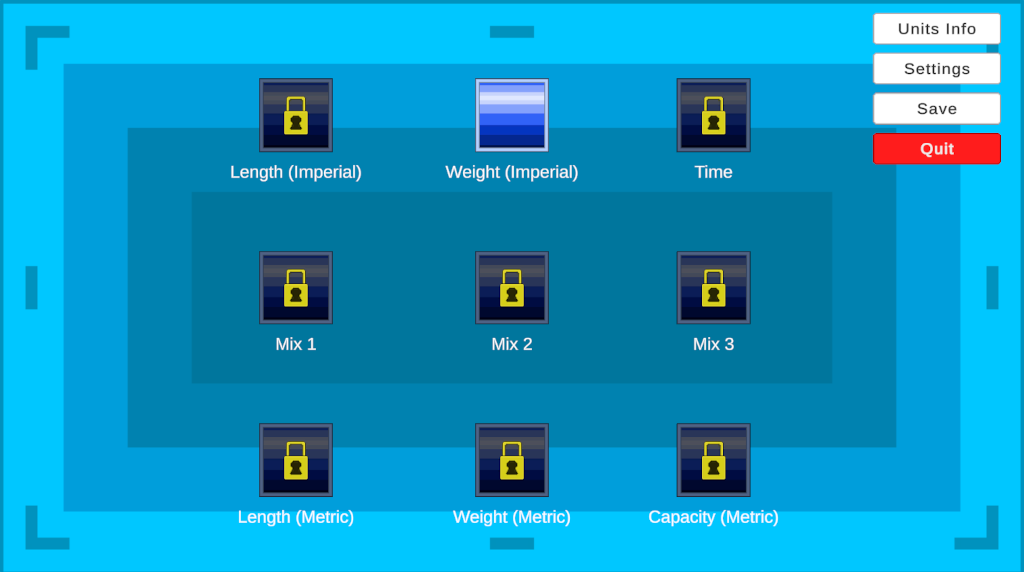 Units Info
Settings
Save
Quit
Length (Imperial)
Weight (Imperial)
Time
Mix 1
Mix 2
Mix 3
Length (Metric)
Weight (Metric)
Capacity (Metric)